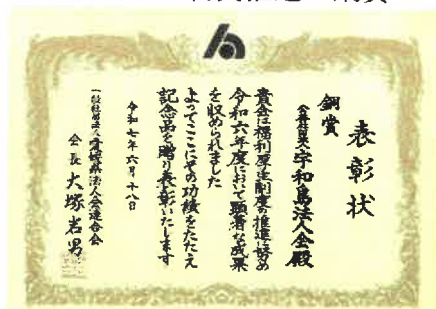 表彰状
銅賞
公益社団法人宇和島法人会殿
貴会は福利厚生制度の推進に努め
令和六年度において顕著な成果
を収められました
よってここにその功績をたたえ
記念品を贈り表彰いたします
令和七年六月十八日
一般社団法人愛媛県法人会連合会
会長 大塚岩男